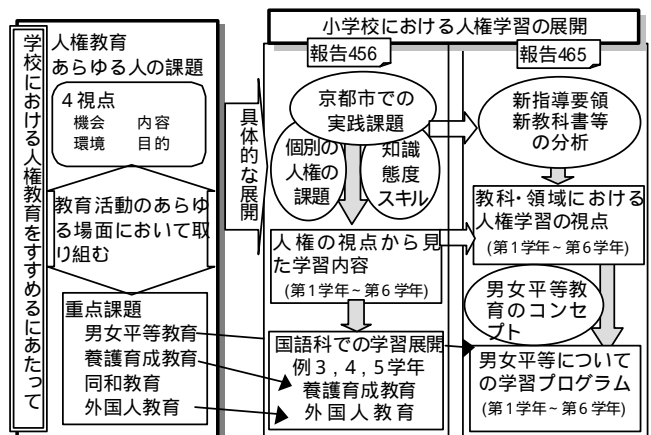 小学校における人権学習の展開
学校における人権教育をすすめるにあたって
人権教育
あらゆる人の課題
４視点
機会　内容
環境　目的
教育活動のあらゆ
る場面において取
り組む
重点課題
男女平等教育
養護育成教育
同和教育
外国人教育
具体的な展開
報告456
京都市での
実践課題
個別の
人権の
課題
知識
態度
スキル
人権の視点から見
た学習内容
(第1学年~第6学年)
国語科での学習展開
例３,４,５学年
養護育成教育
外国人教育
報告465
新指導要領
新教科書等
の分析
教科・領域における
人権学習の視点
(第1学年~第6学年)
男女平等教
育のコンセ
プト
男女平等について
の学習プログラム
(第1学年~第6学年)